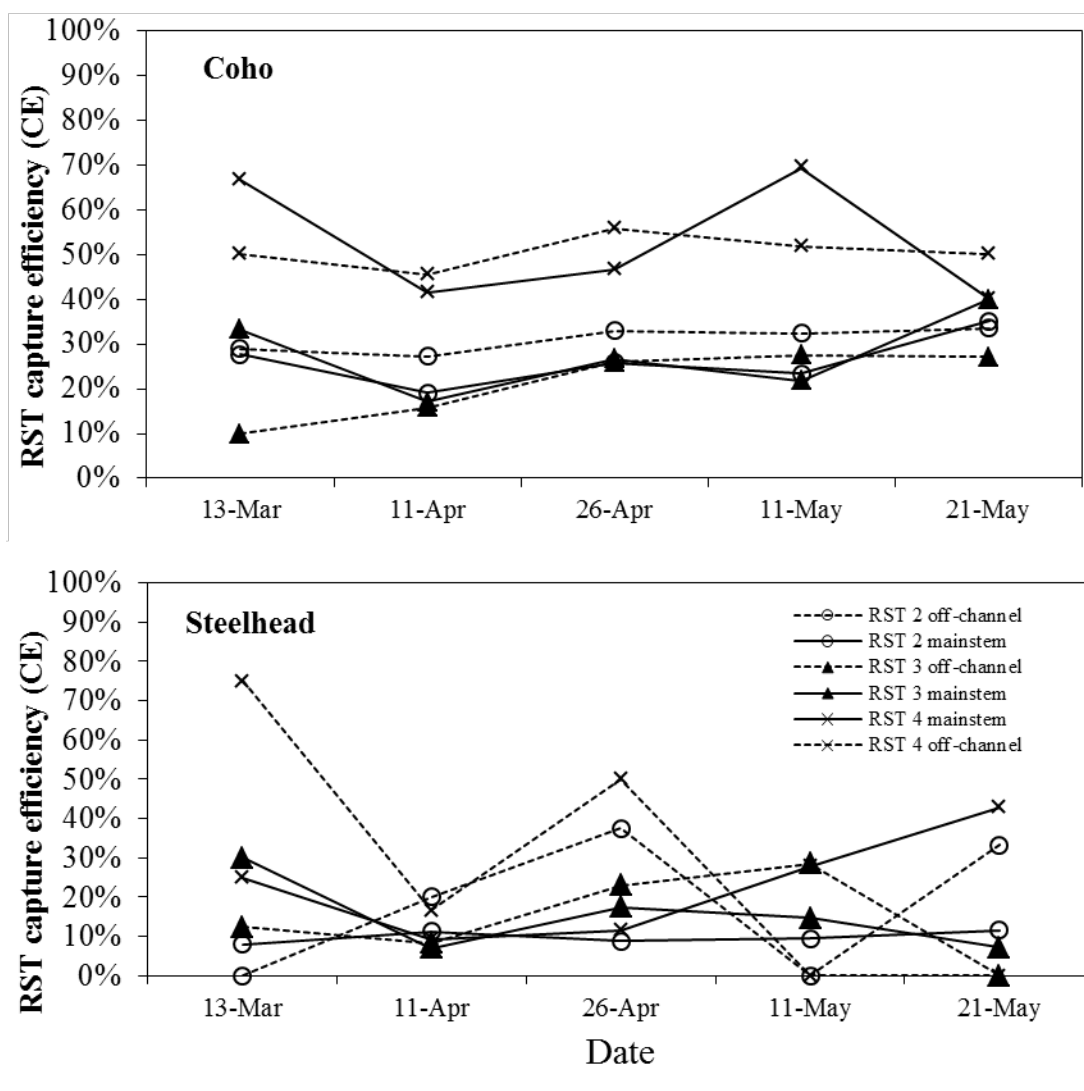 Coho
RST capture efficiency (CE)
100%
90%
80%
70%
60%
50%
40%
30%
20%
10%
0%
13-Mar 11-Apr 26-Apr 11-May 21-May
Steelhead
RST capture efficiency (CE)
100%
90%
80%
70%
60%
50%
40%
30%
20%
10%
0%
RST 2 off-channel
RST 2 mainstem
RST 3 off-channel
RST 3 mainstem
RST 4 mainstem
RST 4 off-channel
13-Mar 11-Apr 26-Apr 11-May 21-May
Date